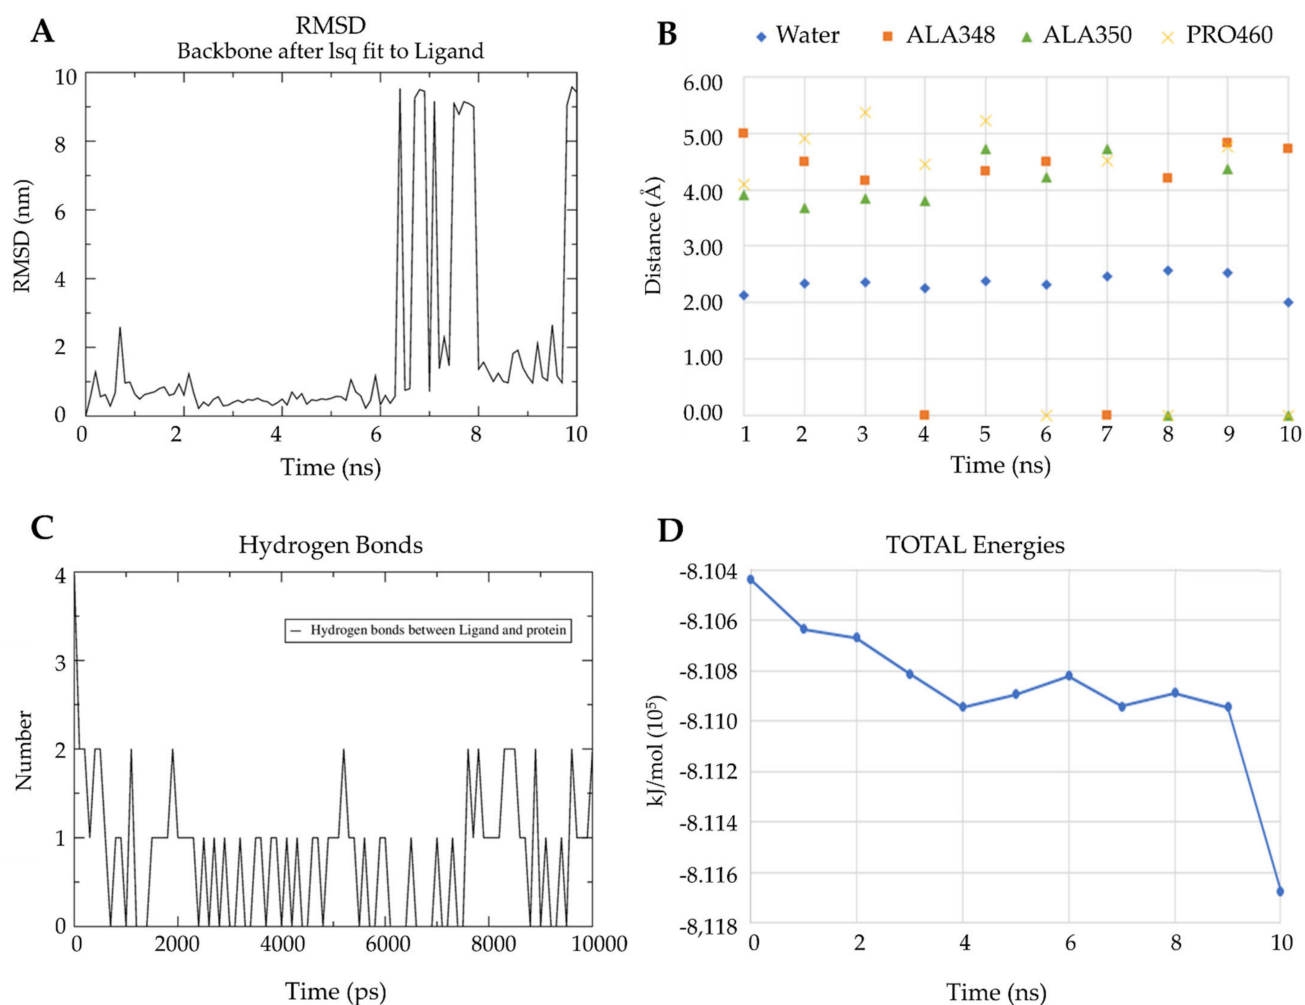 A
RMSD
Backbone after lsq fit to Ligand
RMSD (nm)
10
8
6
4
2
0
0 2 4 6 8 10
Time (ns)
B
Water ALA348 ALA350 PRO460
Distance (Å)
6.00
5.00
4.00
3.00
2.00
1.00
0.00
1 2 3 4 5 6 7 8 9 10
Time (ns)
C
Hydrogen Bonds
Hydrogen bonds between Ligand and protein
Number
4
3
2
1
0
0 2000 4000 6000 8000 10000
Time (ps)
D
TOTAL Energies
kJ/mol (10⁵)
-8.104
-8.106
-8.108
-8.110
-8.112
-8.114
-8.116
-8,118
0 2 4 6 8 10
Time (ns)